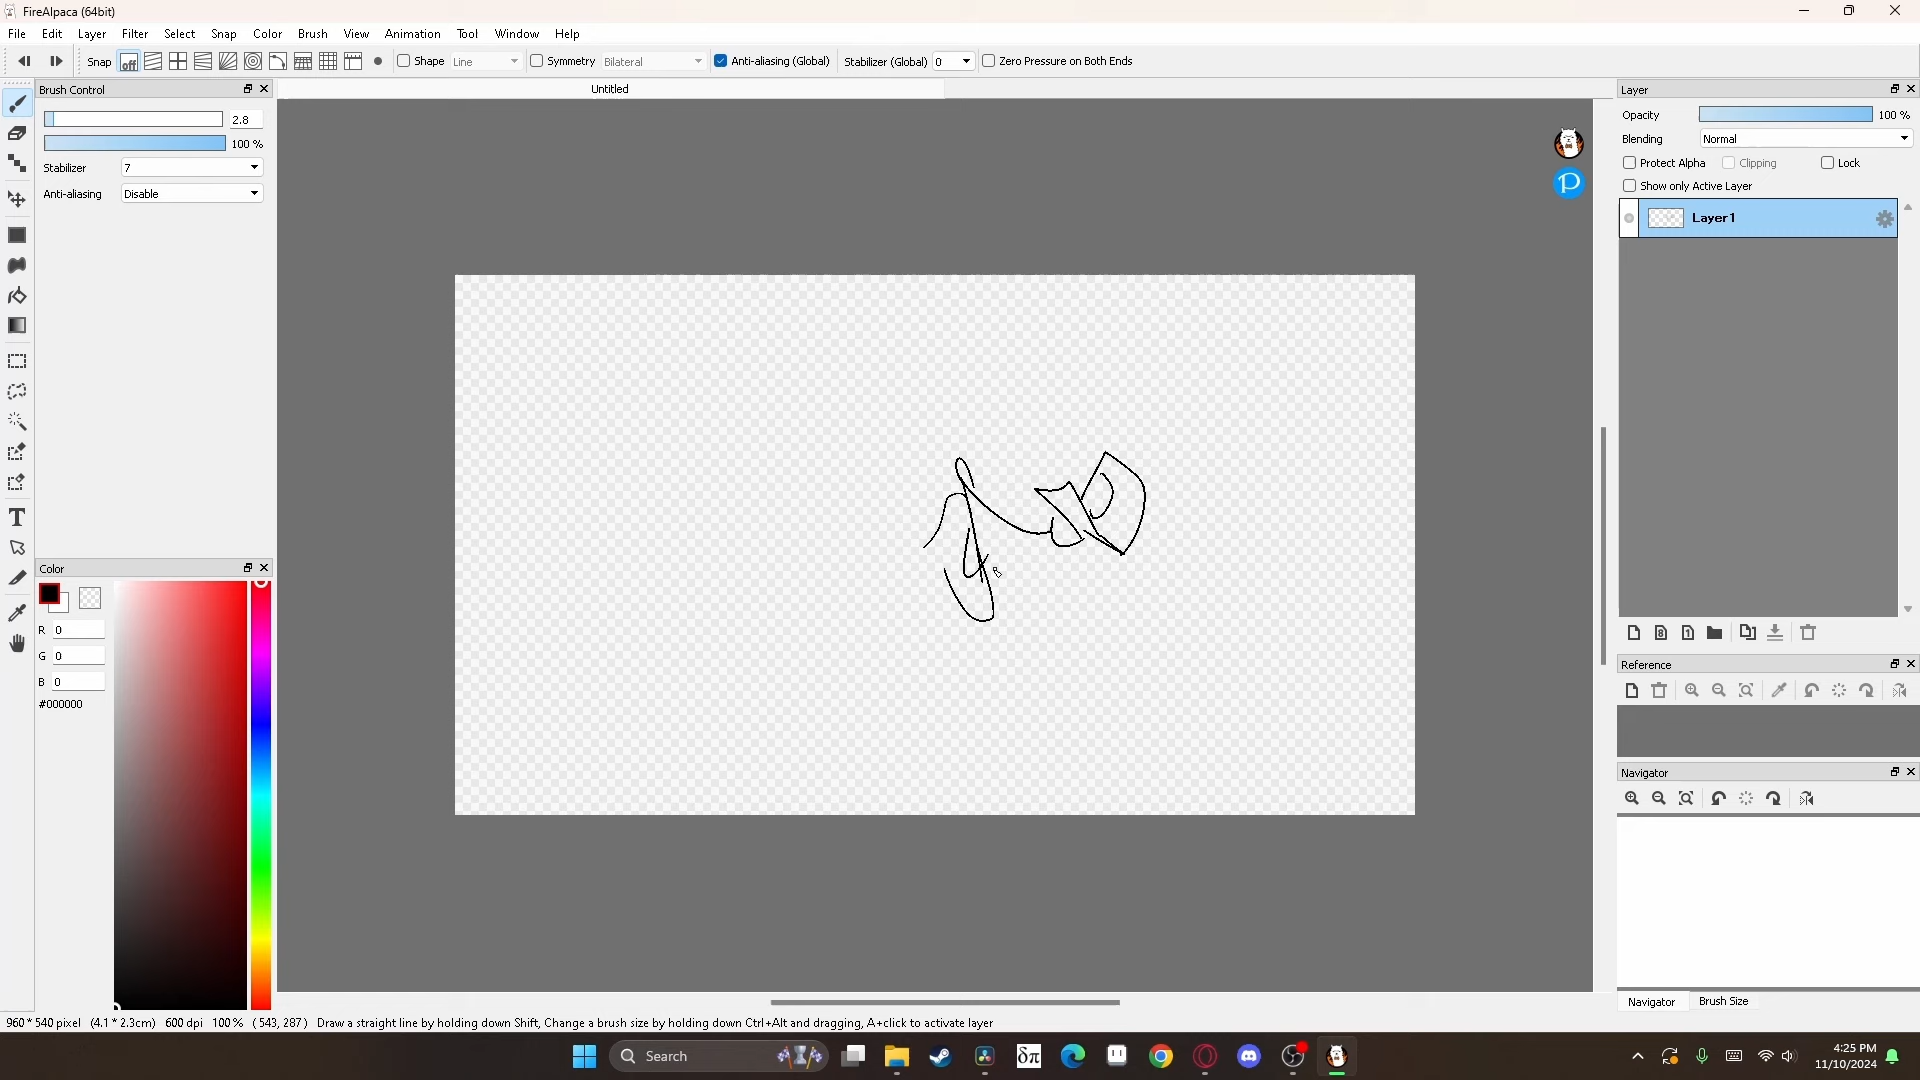 FireAlpaca (64bit)
File Edit Layer Filter Select Snap Color Brush View Animation Tool Window Help
Snap off Shape Line Symmetry Bilateral Anti-aliasing (Global) Stabilizer (Global) 0 Zero Pressure on Both Ends
Brush Control
2.8
100 %
Stabilizer 7
Anti-aliasing Disable
Untitled
P
Layer
Opacity 100 %
Blending Normal
Protect Alpha Clipping Lock
Show only Active Layer
Layer1
8 1
Reference
Navigator
Navigator Brush Size
T
Color
R 0
G 0
B 0
#000000
960 * 540 pixel (4.1 * 2.3cm) 600 dpi 100 % ( 543, 287 ) Draw a straight line by holding down Shift, Change a brush size by holding down Ctrl+Alt and dragging, A+click to activate layer
Search
δπ
4:25 PM
11/10/2024